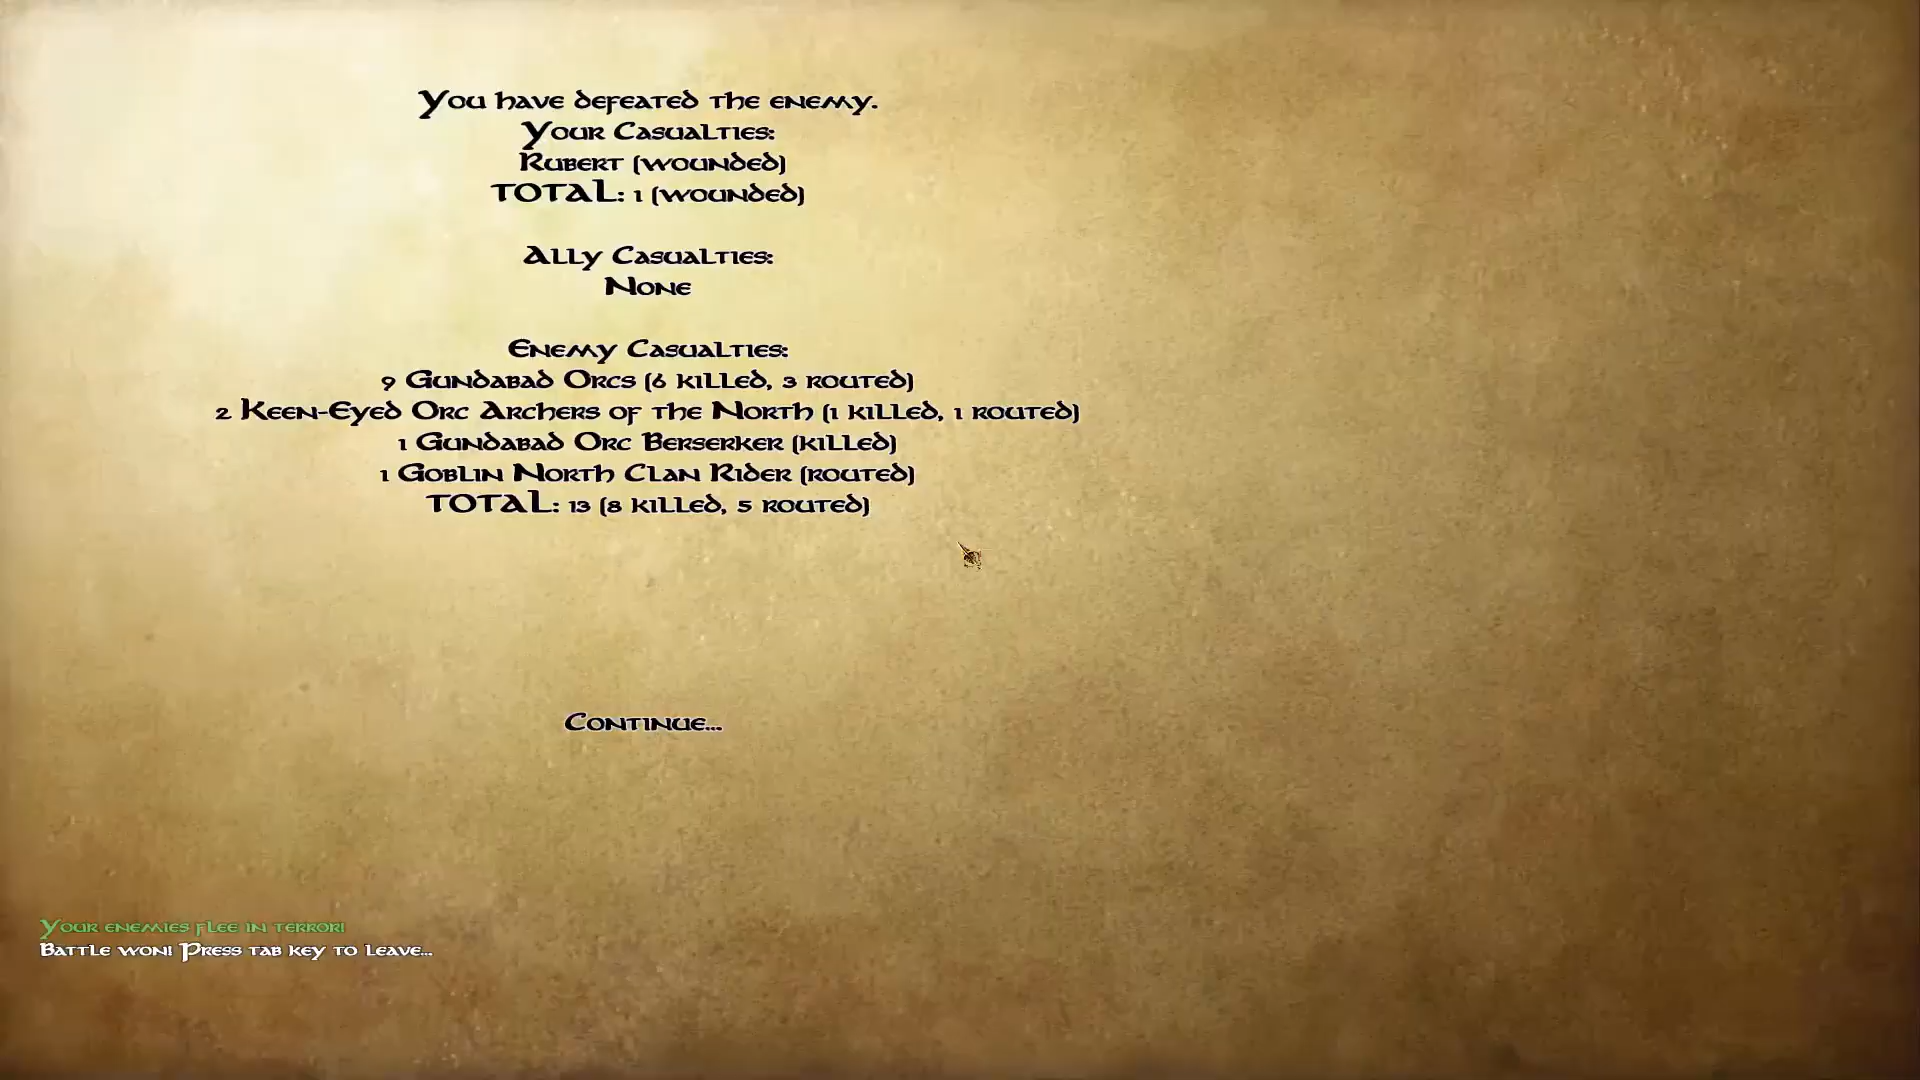 You have defeated the enemy.
Your Casualties:
Rubert (wounded)
TOTAL: 1 (wounded)
Ally Casualties:
None
Enemy Casualties:
9 Gundabad Orcs (6 killed, 3 routed)
2 Keen-Eyed Orc Archers of the North (1 killed, 1 routed)
1 Gundabad Orc Berserker (killed)
1 Goblin North Clan Rider (routed)
TOTAL: 13 (8 killed, 5 routed)
Continue...
Your enemies flee in terror!
Battle won! Press tab key to leave...